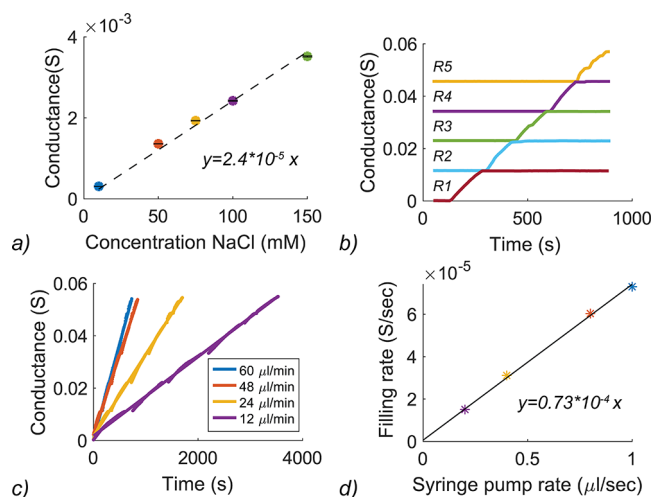 ×10⁻³
4
2
0
Conductance(S)
0 50 100 150
Concentration NaCl (mM)
y=2.4*10⁻⁵ x
a)
0.06
0.04
0.02
0
Conductance(S)
R5
R4
R3
R2
R1
0 500 1000
Time (s)
b)
0.06
0.04
0.02
0
Conductance (S)
60 μl/min
48 μl/min
24 μl/min
12 μl/min
0 2000 4000
Time (s)
c)
×10⁻⁵
8
6
4
2
0
Filling rate (S/sec)
y=0.73*10⁻⁴ x
0 0.5 1
Syringe pump rate (μl/sec)
d)